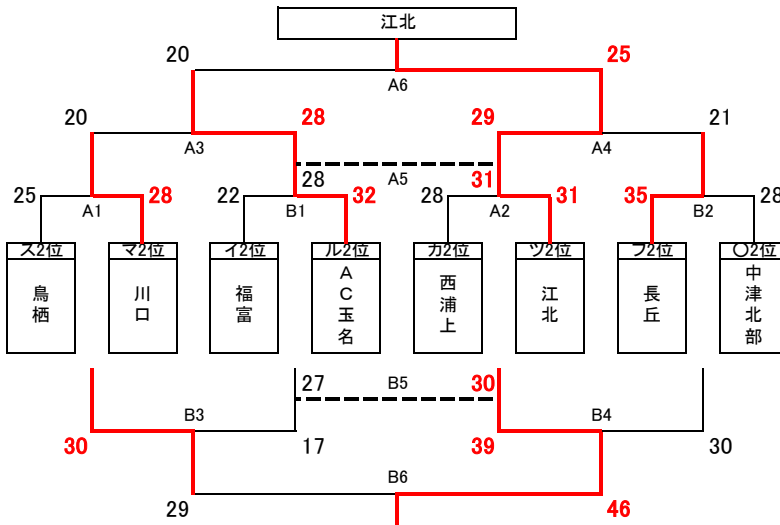 江北
20 25
A6
20 28 29 21
A3 A4
28 A5 31
25 28 22 32 28 31 35 28
A1 B1 A2 B2
ス2位 マ2位 イ2位 ル2位 カ2位 ツ2位 フ2位 〇2位
鳥栖 川口 福富 AC玉名 西浦上 江北 長丘 中津北部
27 B5 30
B3 B4
30 17 39 30
B6
29 46